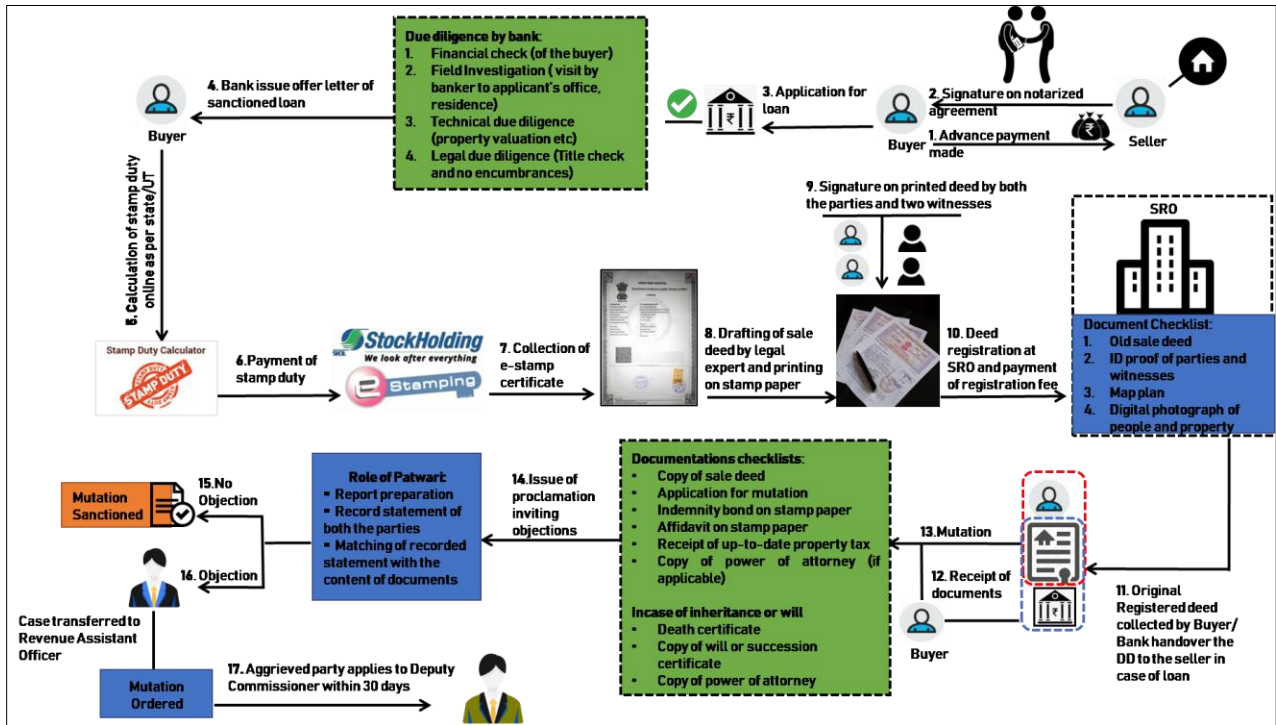 Due diligence by bank:
1. Financial check (of the buyer)
2. Field Investigation ( visit by
banker to applicant's office,
residence)
3. Technical due diligence
(property valuation etc)
4. Legal due diligence (Title check
and no encumbrances)
4. Bank issue offer letter of
sanctioned loan
Buyer
3. Application for
loan
2. Signature on notarized
agreement
1. Advance payment
made
Buyer
Seller
5. Calculation of stamp duty
online as per state/UT
9. Signature on printed deed by both
the parties and two witnesses
SRO
Stamp Duty Calculator
STAMP DUTY
6.Payment of
stamp duty
StockHolding
We look after everything
e Stamping
7. Collection of
e-stamp
certificate
8. Drafting of sale
deed by legal
expert and printing
on stamp paper
10. Deed
registration at
SRO and payment
of registration fee
Document Checklist:
1. Old sale deed
2. ID proof of parties and
witnesses
3. Map plan
4. Digital photograph of
people and property
Mutation
Sanctioned
15.No
Objection
16. Objection
Role of Patwari:
▪ Report preparation
▪ Record statement of
both the parties
▪ Matching of recorded
statement with the
content of documents
14.Issue of
proclamation
inviting
objections
Documentations checklists:
• Copy of sale deed
• Application for mutation
• Indemnity bond on stamp paper
• Affidavit on stamp paper
• Receipt of up-to-date property tax
• Copy of power of attorney (if
applicable)
Incase of inheritance or will
• Death certificate
• Copy of will or succession
certificate
• Copy of power of attorney
13.Mutation
12. Receipt of
documents
Buyer
11. Original
Registered deed
collected by Buyer/
Bank handover the
DD to the seller in
case of loan
Case transferred to
Revenue Assistant
Officer
Mutation
Ordered
17. Aggrieved party applies to Deputy
Commissioner within 30 days